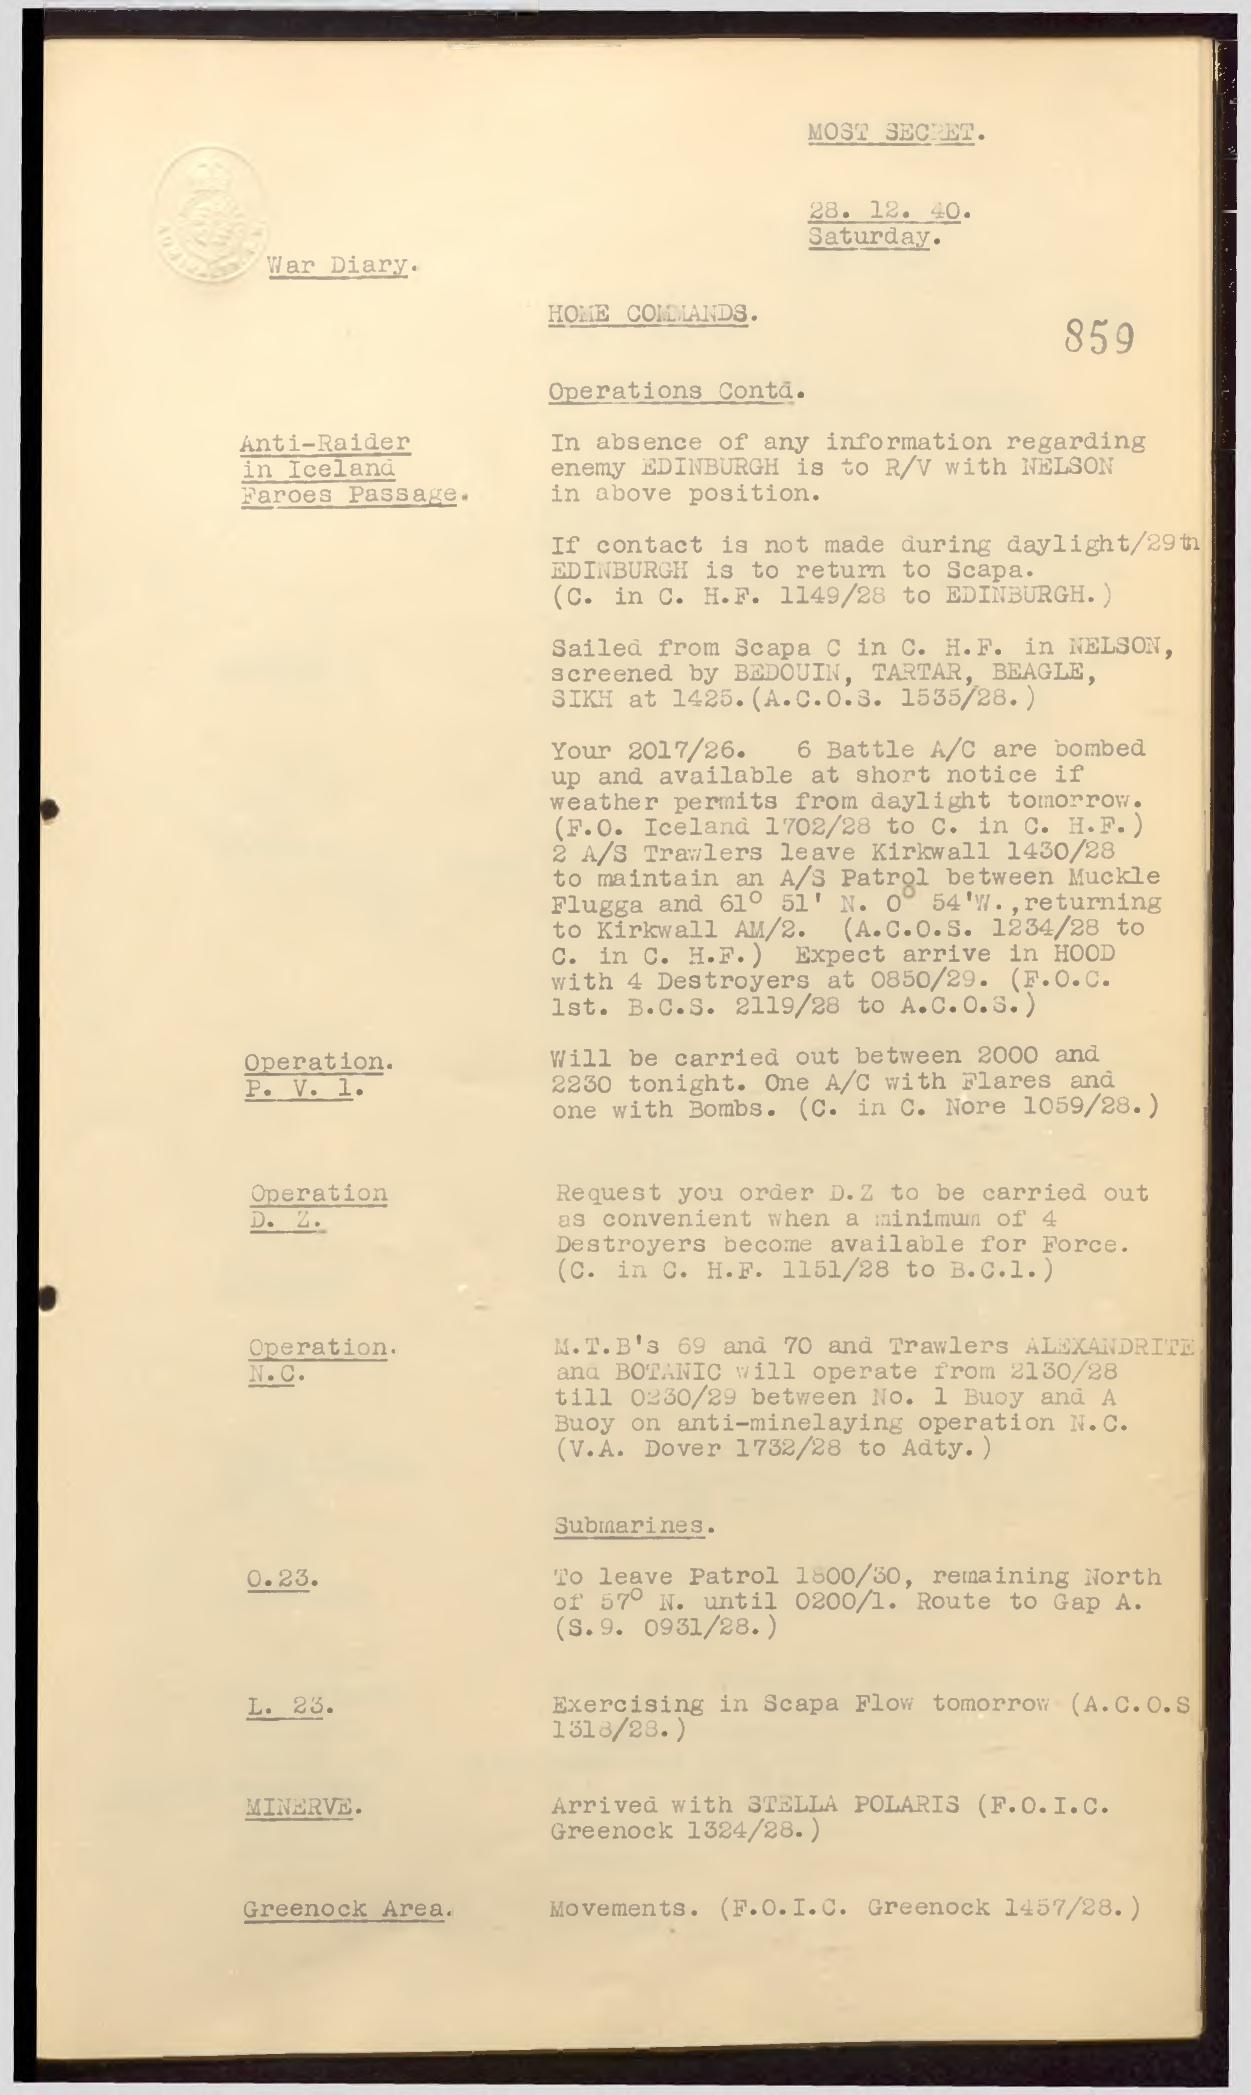 MOST SECRET.
28. 12. 40.
Saturday.
War Diary.
HOME COMMANDS.
859
Operations Contd.
Anti-Raider
in Iceland
Faroes Passage.
In absence of any information regarding
enemy EDINBURGH is to R/V with NELSON
in above position.
If contact is not made during daylight/29th
EDINBURGH is to return to Scapa.
(C. in C. H.F. 1149/28 to EDINBURGH.)
Sailed from Scapa C in C. H.F. in NELSON,
screened by BEDOUIN, TARTAR, BEAGLE,
SIKH at 1425.(A.C.O.S. 1535/28.)
Your 2017/26. 6 Battle A/C are bombed
up and available at short notice if
weather permits from daylight tomorrow.
(F.O. Iceland 1702/28 to C. in C. H.F.)
2 A/S Trawlers leave Kirkwall 1430/28
to maintain an A/S Patrol between Muckle
Flugga and 61° 51' N. 0° 54'W.,returning
to Kirkwall AM/2. (A.C.O.S. 1234/28 to
C. in C. H.F.) Expect arrive in HOOD
with 4 Destroyers at 0850/29. (F.O.C.
1st. B.C.S. 2119/28 to A.C.O.S.)
Operation.
P. V. 1.
Will be carried out between 2000 and
2230 tonight. One A/C with Flares and
one with Bombs. (C. in C. Nore 1059/28.)
Operation
D. Z.
Request you order D.Z to be carried out
as convenient when a minimum of 4
Destroyers become available for Force.
(C. in C. H.F. 1151/28 to B.C.1.)
Operation.
N.C.
M.T.B's 69 and 70 and Trawlers ALEXANDRITE
and BOTANIC will operate from 2130/28
till 0230/29 between No. 1 Buoy and A
Buoy on anti-minelaying operation N.C.
(V.A. Dover 1732/28 to Adty.)
Submarines.
O.23.
To leave Patrol 1800/30, remaining North
of 57° N. until 0200/1. Route to Gap A.
(S.9. 0931/28.)
L. 23.
Exercising in Scapa Flow tomorrow (A.C.O.S
1318/28.)
MINERVE.
Arrived with STELLA POLARIS (F.O.I.C.
Greenock 1324/28.)
Greenock Area.
Movements. (F.O.I.C. Greenock 1457/28.)